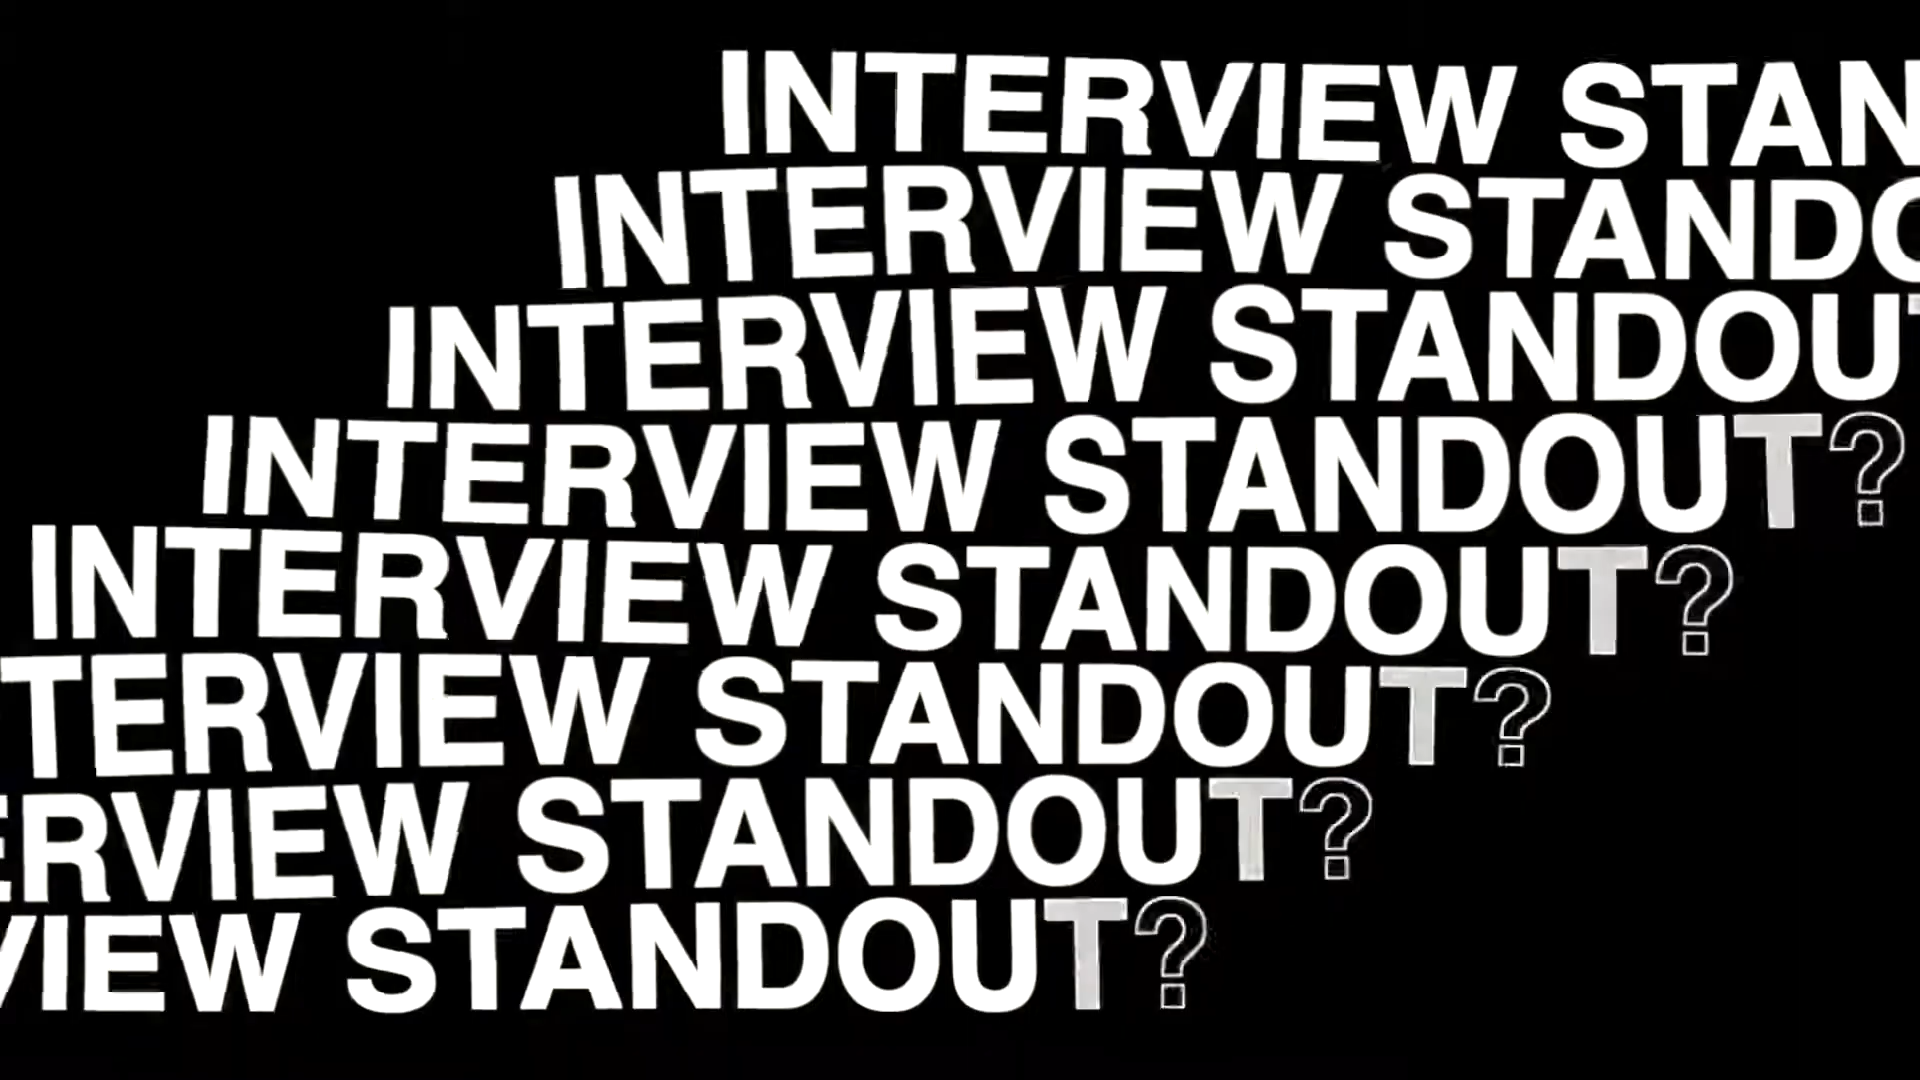 INTERVIEW STAN
INTERVIEW STANDO
INTERVIEW STANDOUT
INTERVIEW STANDOUT?
INTERVIEW STANDOUT?
TERVIEW STANDOUT?
ERVIEW STANDOUT?
VIEW STANDOUT?